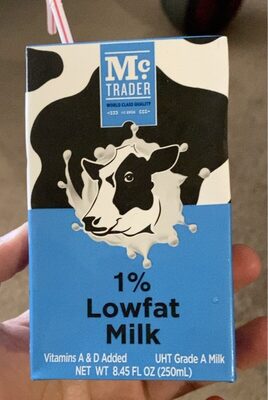 Mc
TRADER
WORLD CLASS QUALITY
1%
Lowfat
Milk
Vitamins A & D Added
UHT Grade A Milk
NET WT 8.45 FL OZ (250mL)